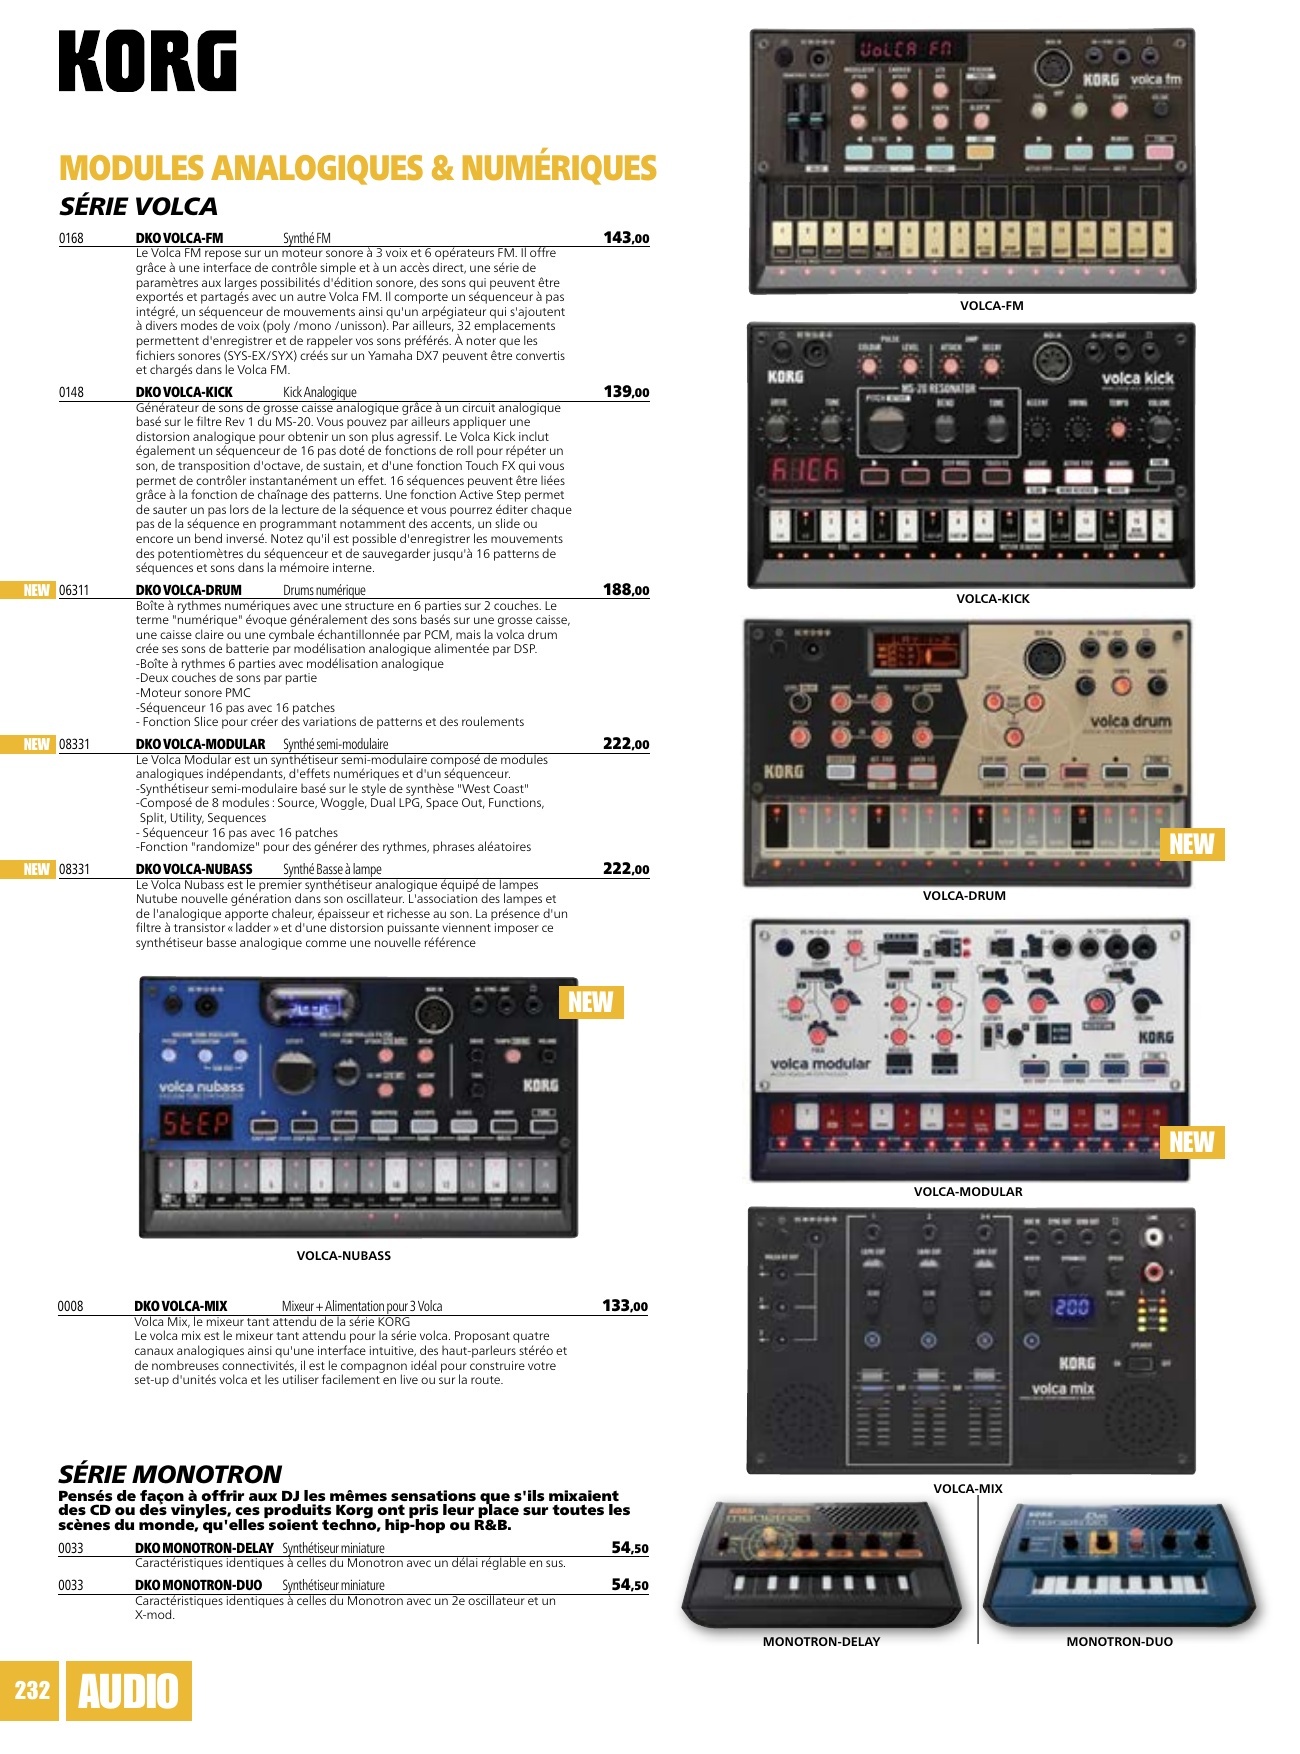 KORG
MODULES ANALOGIQUES & NUMÉRIQUES
SÉRIE VOLCA
0168 DKO VOLCA-FM Synthé FM 143,00
Le Volca FM repose sur un moteur sonore à 3 voix et 6 opérateurs FM. Il offre
grâce à une interface de contrôle simple et à un accès direct, une série de
paramètres aux larges possibilités d'édition sonore, des sons qui peuvent être
exportés et partagés avec un autre Volca FM. Il comporte un séquenceur à pas
intégré, un séquenceur de mouvements ainsi qu'un arpégiateur qui s'ajoutent
à divers modes de voix (poly /mono /unisson). Par ailleurs, 32 emplacements
permettent d'enregistrer et de rappeler vos sons préférés. À noter que les
fichiers sonores (SYS-EX/SYX) créés sur un Yamaha DX7 peuvent être convertis
et chargés dans le Volca FM.
0148 DKO VOLCA-KICK Kick Analogique 139,00
Générateur de sons de grosse caisse analogique grâce à un circuit analogique
basé sur le filtre Rev 1 du MS-20. Vous pouvez par ailleurs appliquer une
distorsion analogique pour obtenir un son plus agressif. Le Volca Kick inclut
également un séquenceur de 16 pas doté de fonctions de roll pour répéter un
son, de transposition d'octave, de sustain, et d'une fonction Touch FX qui vous
permet de contrôler instantanément un effet. 16 séquences peuvent être liées
grâce à la fonction de chaînage des patterns. Une fonction Active Step permet
de sauter un pas lors de la lecture de la séquence et vous pourrez éditer chaque
pas de la séquence en programmant notamment des accents, un slide ou
encore un bend inversé. Notez qu'il est possible d'enregistrer les mouvements
des potentiomètres du séquenceur et de sauvegarder jusqu'à 16 patterns de
séquences et sons dans la mémoire interne.
NEW 06311 DKO VOLCA-DRUM Drums numérique 188,00
Boîte à rythmes numériques avec une structure en 6 parties sur 2 couches. Le
terme "numérique" évoque généralement des sons basés sur une grosse caisse,
une caisse claire ou une cymbale échantillonnée par PCM, mais la volca drum
crée ses sons de batterie par modélisation analogique alimentée par DSP.
-Boîte à rythmes 6 parties avec modélisation analogique
-Deux couches de sons par partie
-Moteur sonore PMC
-Séquenceur 16 pas avec 16 patches
- Fonction Slice pour créer des variations de patterns et des roulements
NEW 08331 DKO VOLCA-MODULAR Synthé semi-modulaire 222,00
Le Volca Modular est un synthétiseur semi-modulaire composé de modules
analogiques indépendants, d'effets numériques et d'un séquenceur.
-Synthétiseur semi-modulaire basé sur le style de synthèse "West Coast"
-Composé de 8 modules : Source, Woggle, Dual LPG, Space Out, Functions,
Split, Utility, Sequences
- Séquenceur 16 pas avec 16 patches
-Fonction "randomize" pour des générer des rythmes, phrases aléatoires
NEW 08331 DKO VOLCA-NUBASS Synthé Basse à lampe 222,00
Le Volca Nubass est le premier synthétiseur analogique équipé de lampes
Nutube nouvelle génération dans son oscillateur. L'association des lampes et
de l'analogique apporte chaleur, épaisseur et richesse au son. La présence d'un
filtre à transistor « ladder » et d'une distorsion puissante viennent imposer ce
synthétiseur basse analogique comme une nouvelle référence
NEW
volca nubass
KORG
StEP
VOLCA-NUBASS
0008 DKO VOLCA-MIX Mixeur + Alimentation pour 3 Volca 133,00
Volca Mix, le mixeur tant attendu de la série KORG
Le volca mix est le mixeur tant attendu pour la série volca. Proposant quatre
canaux analogiques ainsi qu'une interface intuitive, des haut-parleurs stéréo et
de nombreuses connectivités, il est le compagnon idéal pour construire votre
set-up d'unités volca et les utiliser facilement en live ou sur la route.
SÉRIE MONOTRON
Pensés de façon à offrir aux DJ les mêmes sensations que s'ils mixaient
des CD ou des vinyles, ces produits Korg ont pris leur place sur toutes les
scènes du monde, qu'elles soient techno, hip-hop ou R&B.
0033 DKO MONOTRON-DELAY Synthétiseur miniature 54,50
Caractéristiques identiques à celles du Monotron avec un délai réglable en sus.
0033 DKO MONOTRON-DUO Synthétiseur miniature 54,50
Caractéristiques identiques à celles du Monotron avec un 2e oscillateur et un
X-mod.
232 AUDIO
VOLCA FM
KORG volca fm
VOLCA-FM
KORG
volca kick
MS-20 RESONATOR
VOLCA-KICK
volca drum
KORG
NEW
VOLCA-DRUM
KORG
volca modular
NEW
VOLCA-MODULAR
200
KORG
volca mix
VOLCA-MIX
MONOTRON-DELAY
MONOTRON-DUO